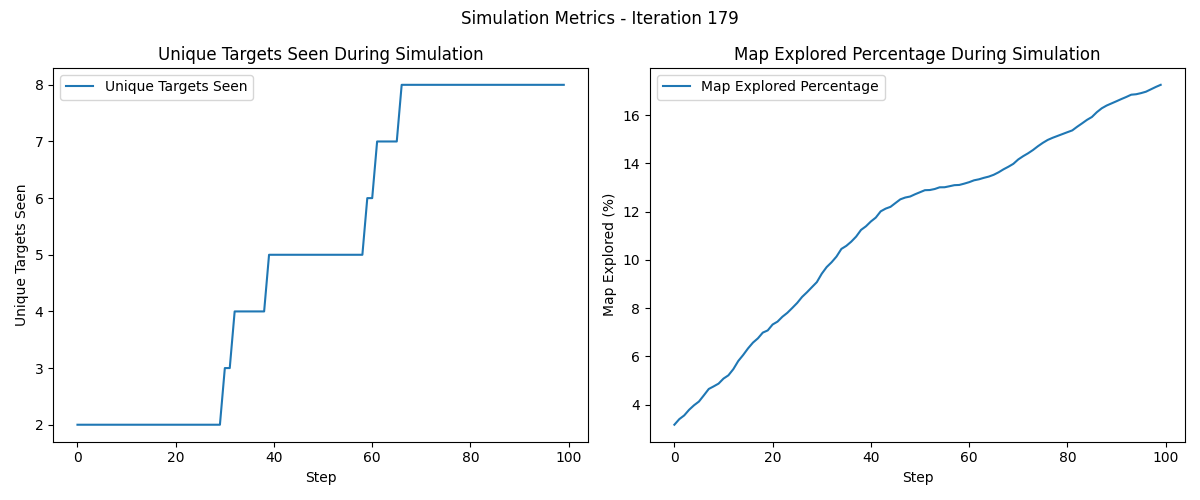 Simulation Metrics - Iteration 179
Unique Targets Seen During Simulation
Unique Targets Seen
Unique Targets Seen
8
7
6
5
4
3
2
0
20
40
60
80
100
Step
Map Explored Percentage During Simulation
Map Explored Percentage
Map Explored (%)
16
14
12
10
8
6
4
0
20
40
60
80
100
Step